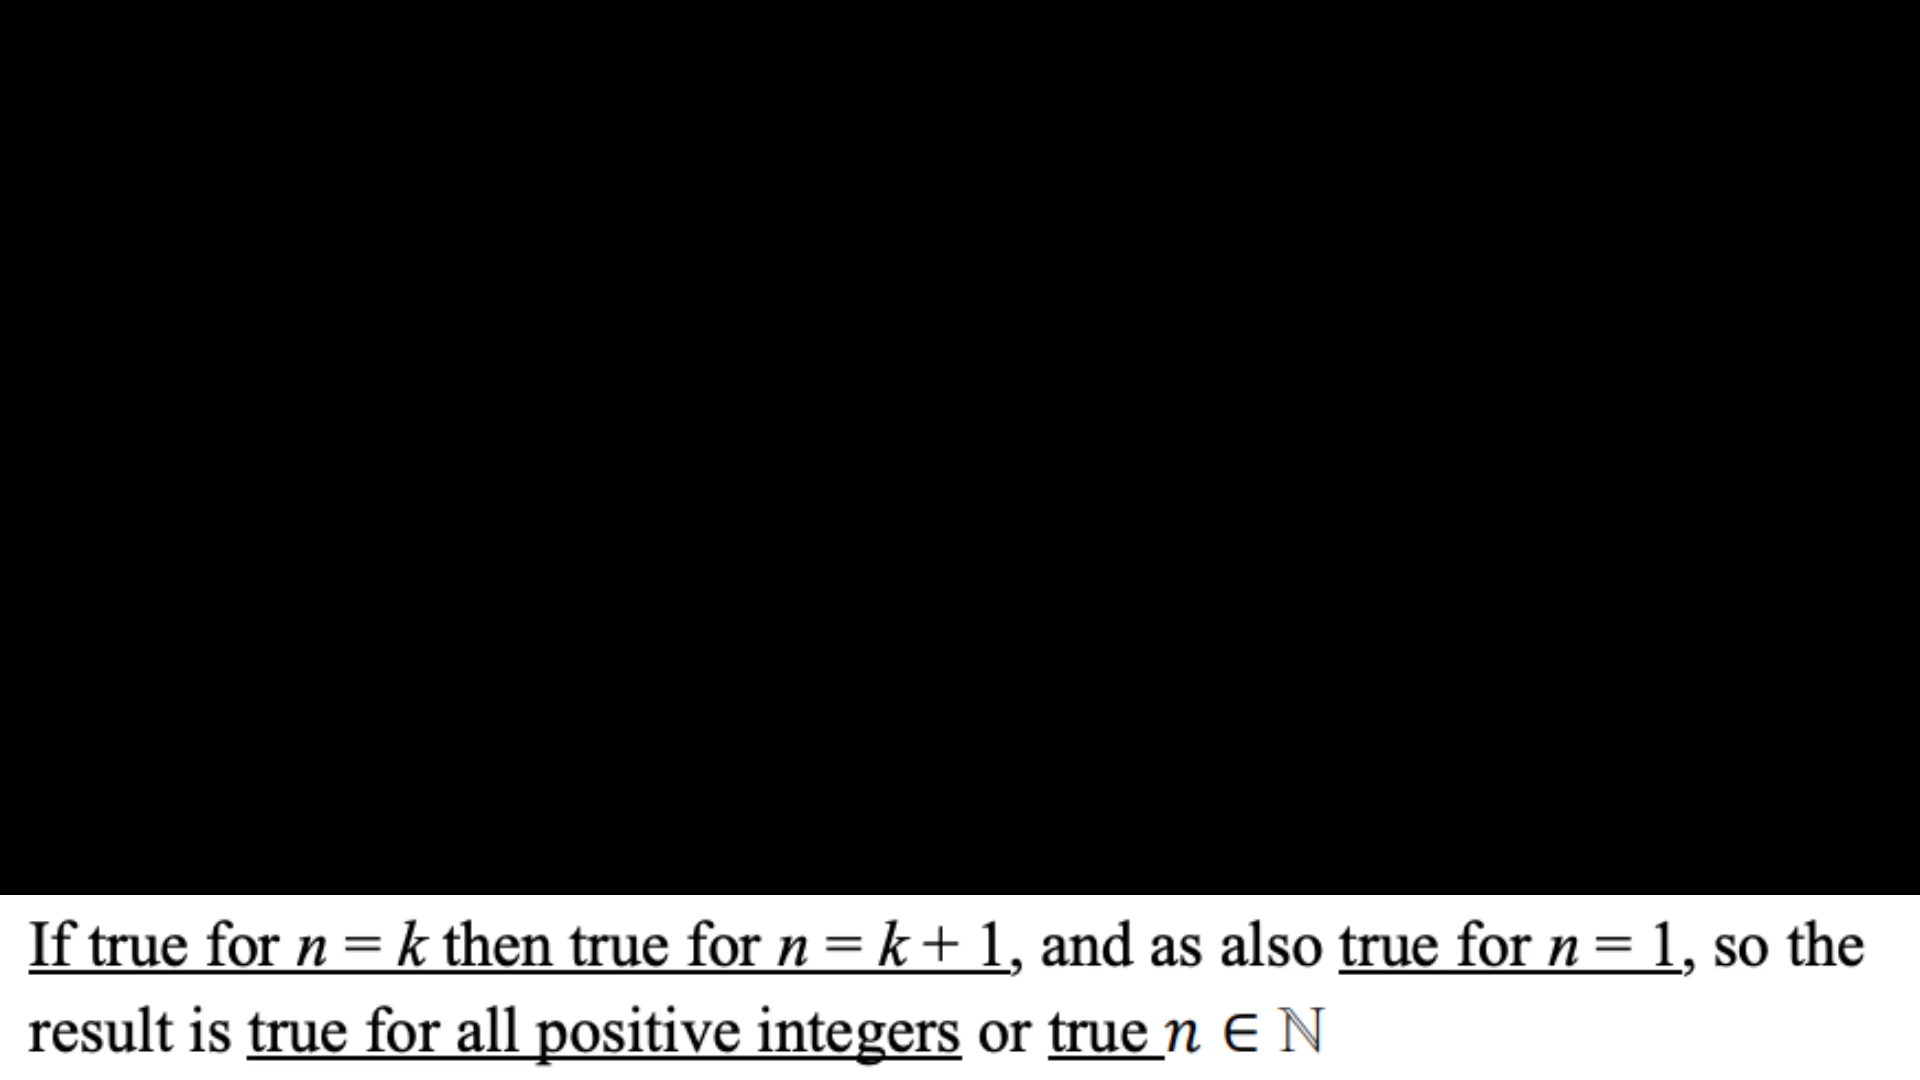 If true for n = k then true for n = k + 1, and as also true for n = 1, so the
result is true for all positive integers or true n ∈ ℕ